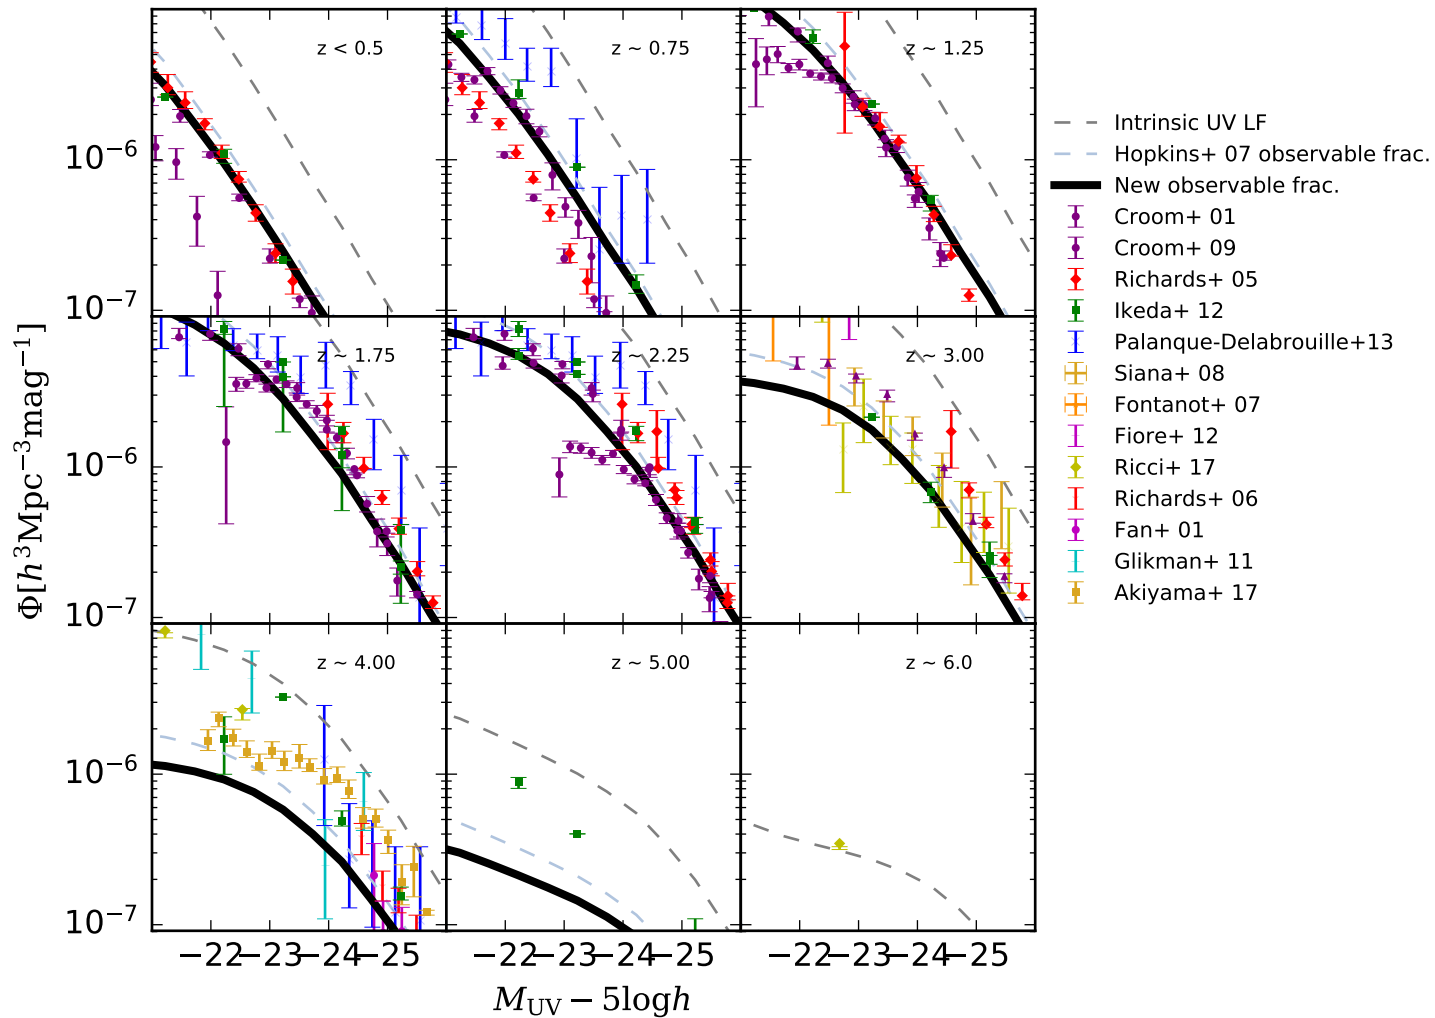 z < 0.5
z ~ 0.75
z ~ 1.25
10⁻⁶
10⁻⁷
z ~ 1.75
z ~ 2.25
z ~ 3.00
10⁻⁶
10⁻⁷
z ~ 4.00
z ~ 5.00
z ~ 6.0
10⁻⁶
10⁻⁷
−22 −23 −24 −25 −22 −23 −24 −25 −22 −23 −24 −25
Φ[h³Mpc⁻³mag⁻¹]
M_UV − 5logh
Intrinsic UV LF
Hopkins+ 07 observable frac.
New observable frac.
Croom+ 01
Croom+ 09
Richards+ 05
Ikeda+ 12
Palanque-Delabrouille+13
Siana+ 08
Fontanot+ 07
Fiore+ 12
Ricci+ 17
Richards+ 06
Fan+ 01
Glikman+ 11
Akiyama+ 17